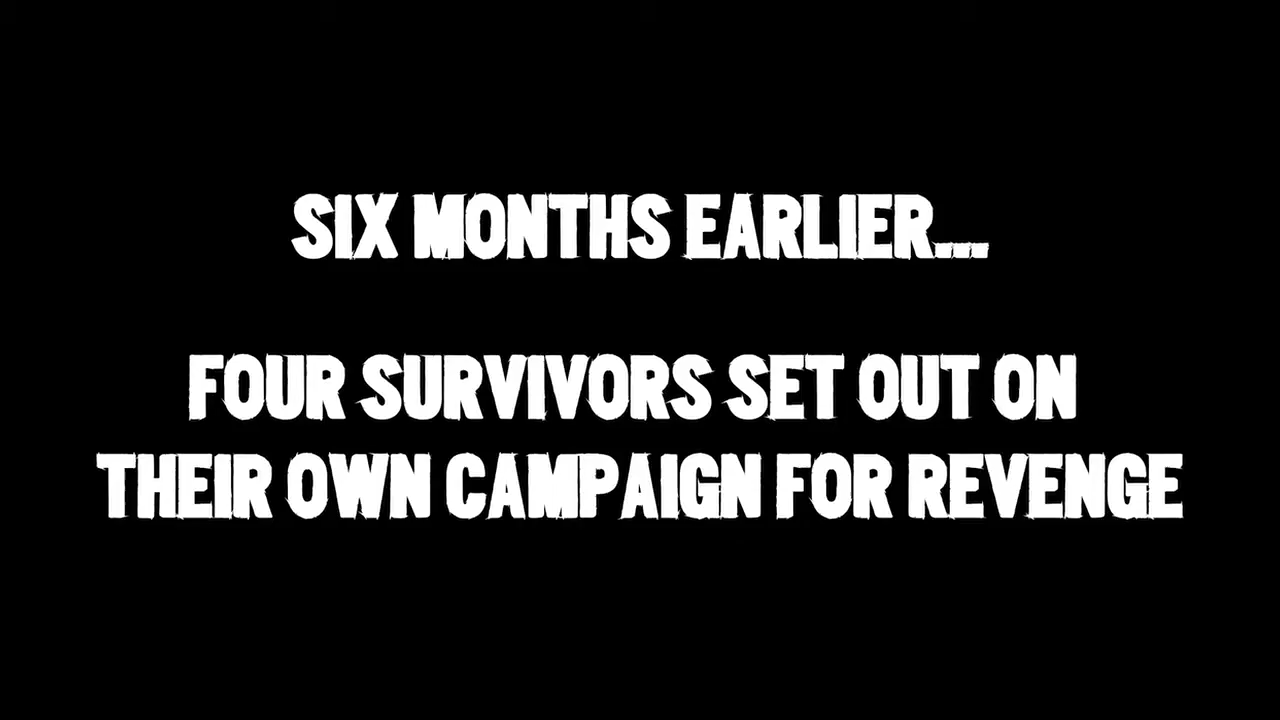 SIX MONTHS EARLIER...
FOUR SURVIVORS SET OUT ON
THEIR OWN CAMPAIGN FOR REVENGE